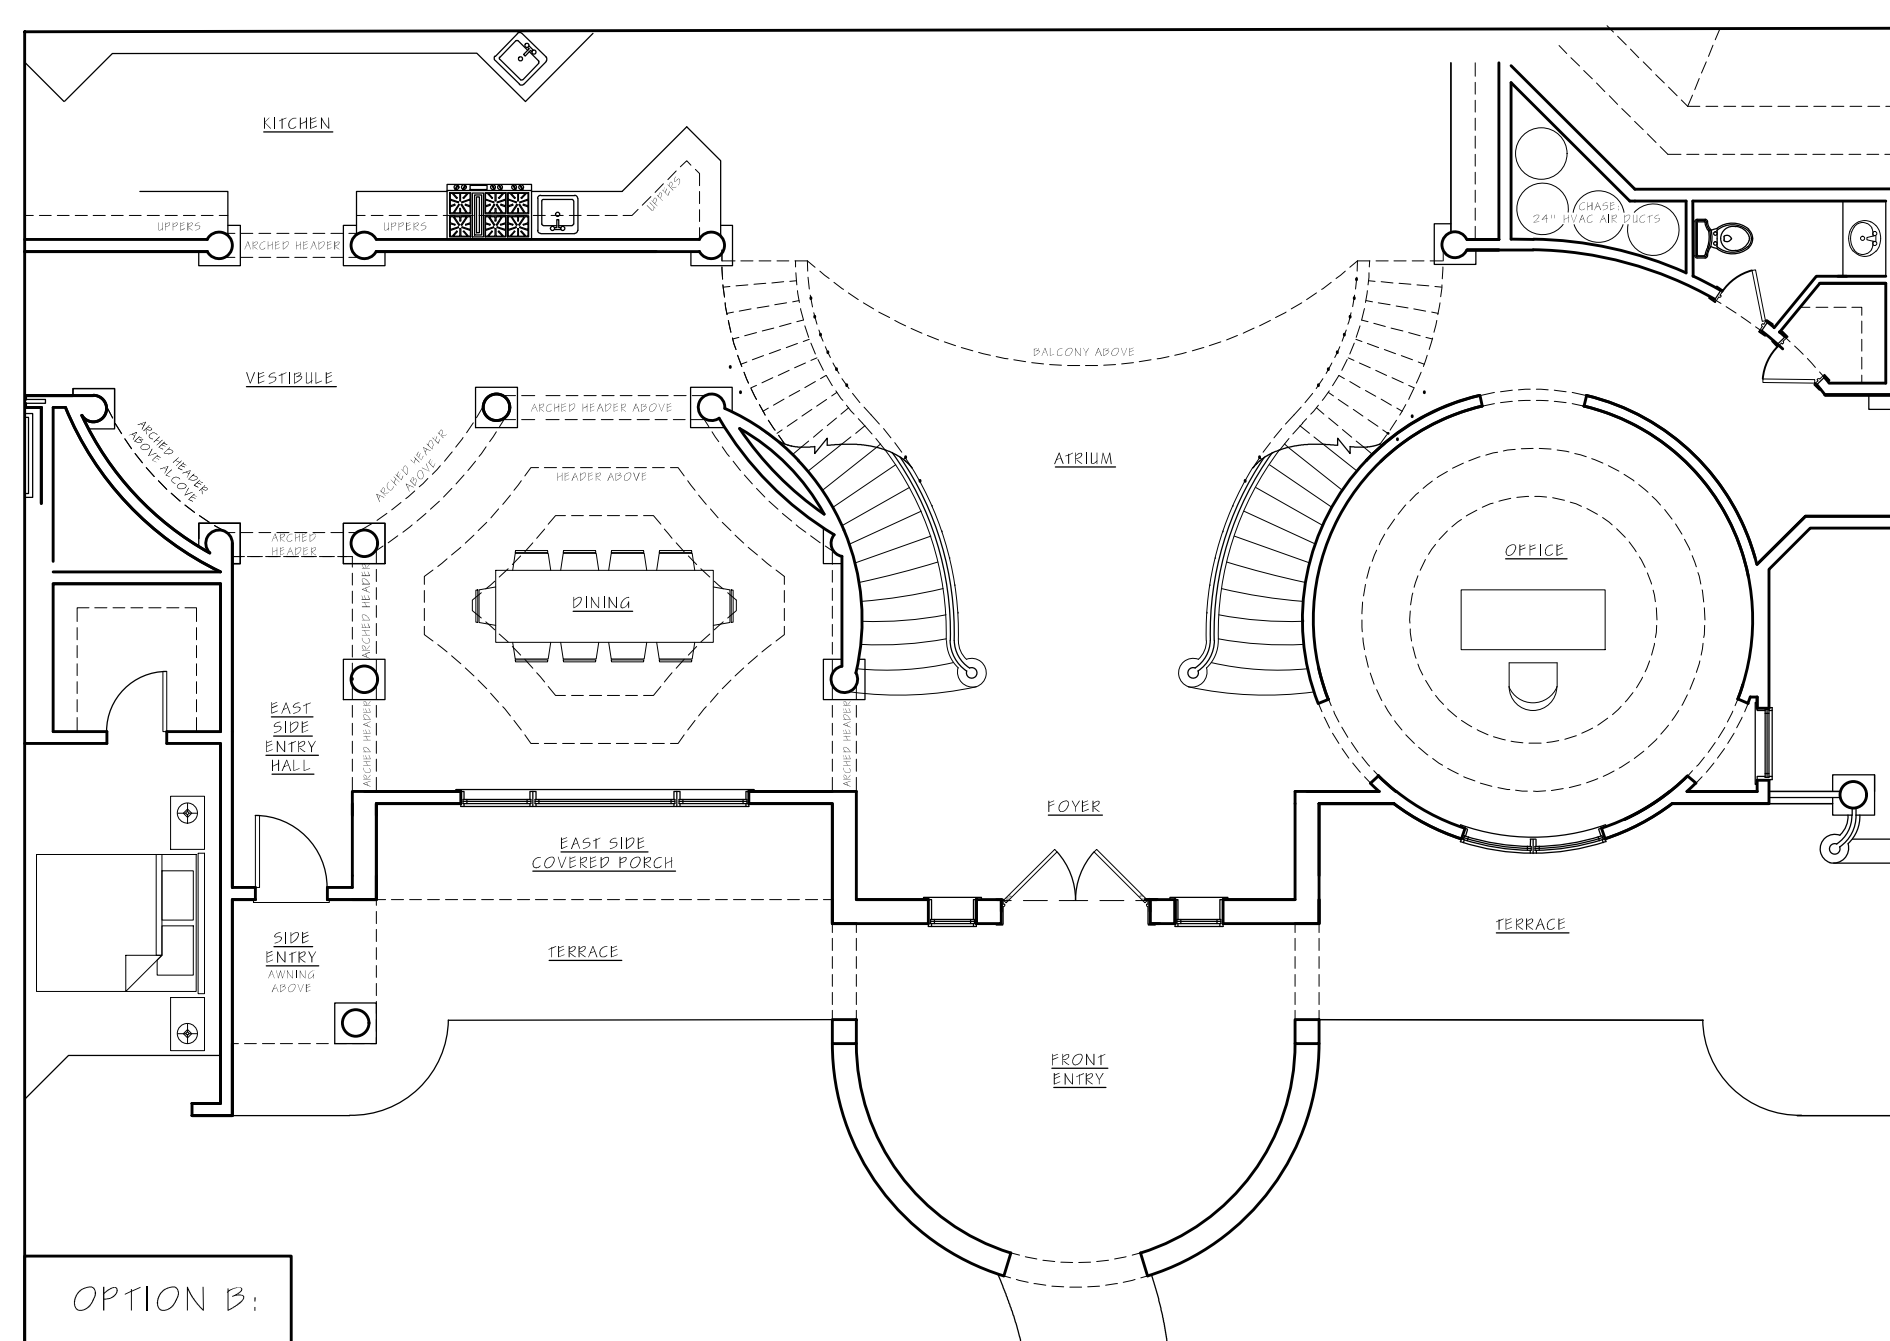 KITCHEN
UPPERS
UPPERS
UPPERS
ARCHED HEADER
CHASE:
24" HVAC AIR DUCTS
BALCONY ABOVE
VESTIBULE
ARCHED HEADER ABOVE
ARCHED HEADER
ABOVE ALCOVE
ARCHED HEADER
ABOVE
HEADER ABOVE
ATRIUM
ARCHED
HEADER
OFFICE
ARCHED HEADER
DINING
EAST
SIDE
ENTRY
HALL
ARCHED HEADER
ARCHED HEADER
FOYER
EAST SIDE
COVERED PORCH
SIDE
ENTRY
AWNING
ABOVE
TERRACE
TERRACE
FRONT
ENTRY
OPTION B: